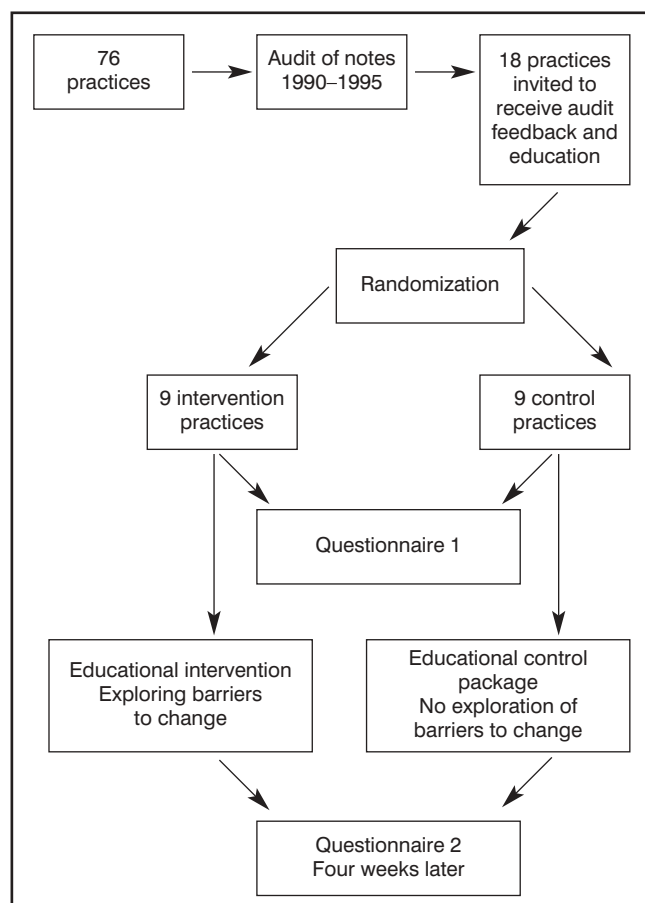 76
practices
Audit of notes
1990–1995
18 practices
invited to
receive audit
feedback and
education
Randomization
9 intervention
practices
9 control
practices
Questionnaire 1
Educational intervention
Exploring barriers
to change
Educational control
package
No exploration of
barriers to change
Questionnaire 2
Four weeks later